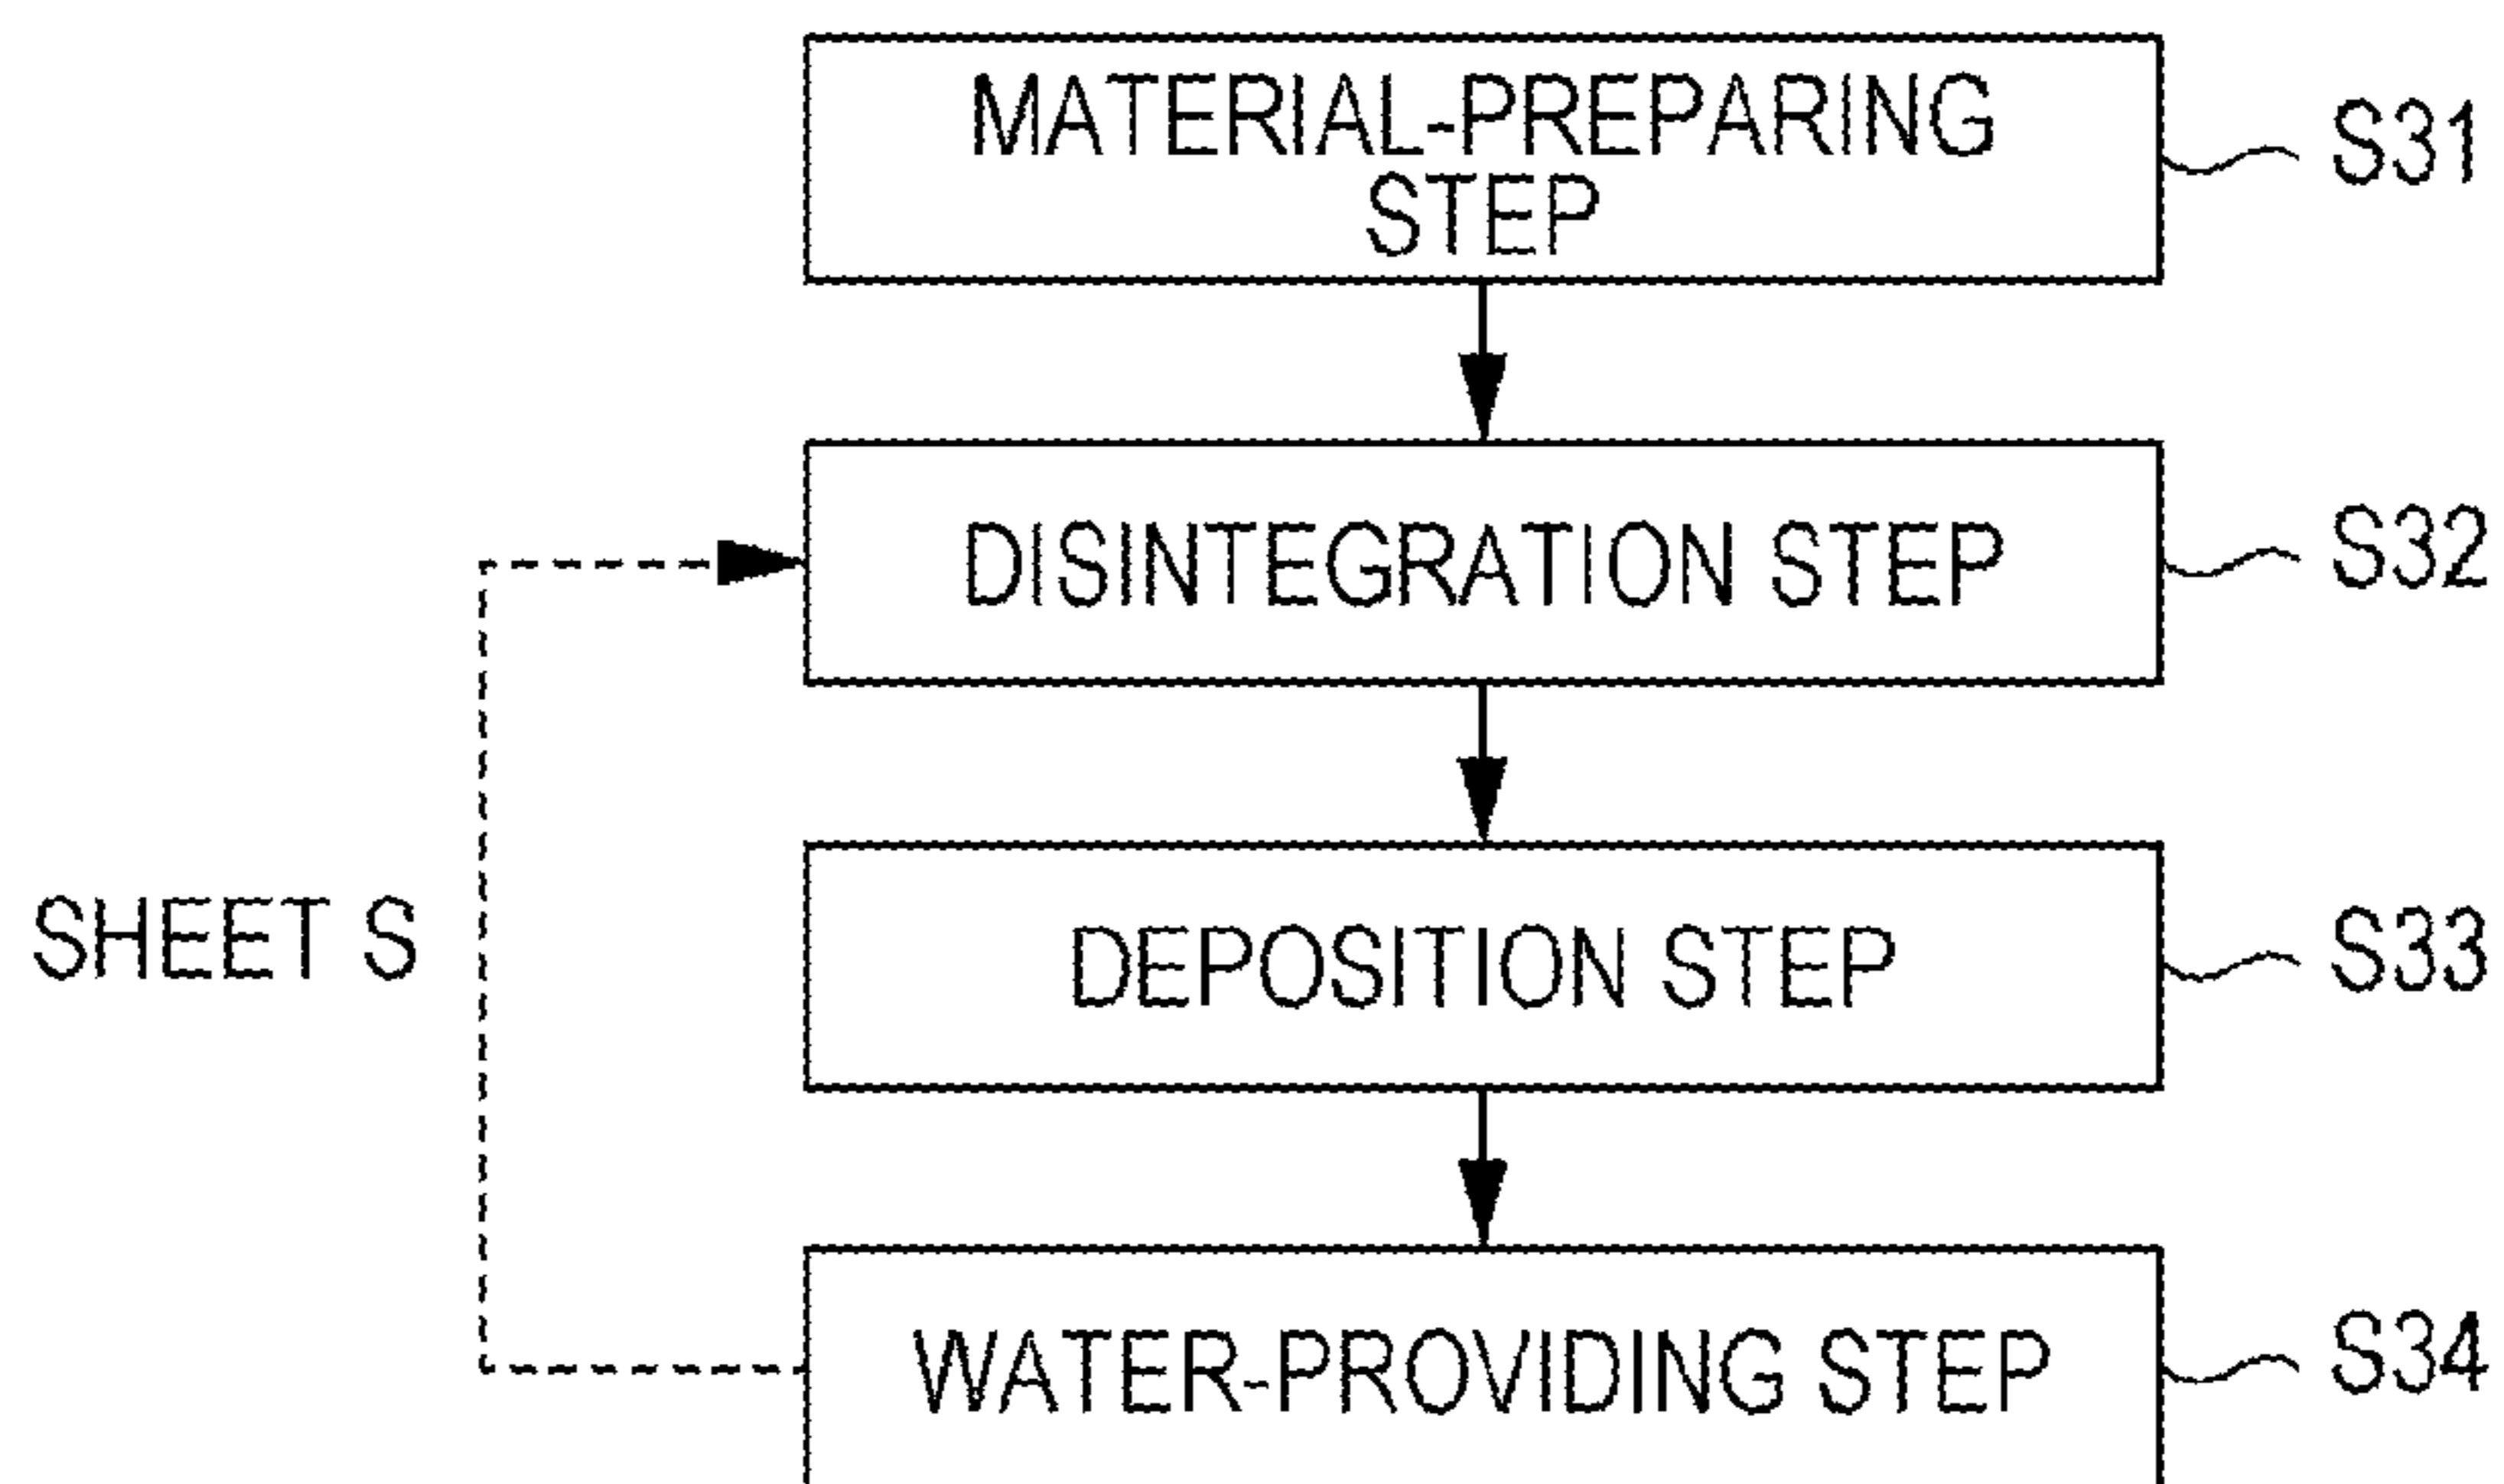 MATERIAL-PREPARING
STEP
S31
DISINTEGRATION STEP
S32
SHEET S
DEPOSITION STEP
S33
WATER-PROVIDING STEP
S34